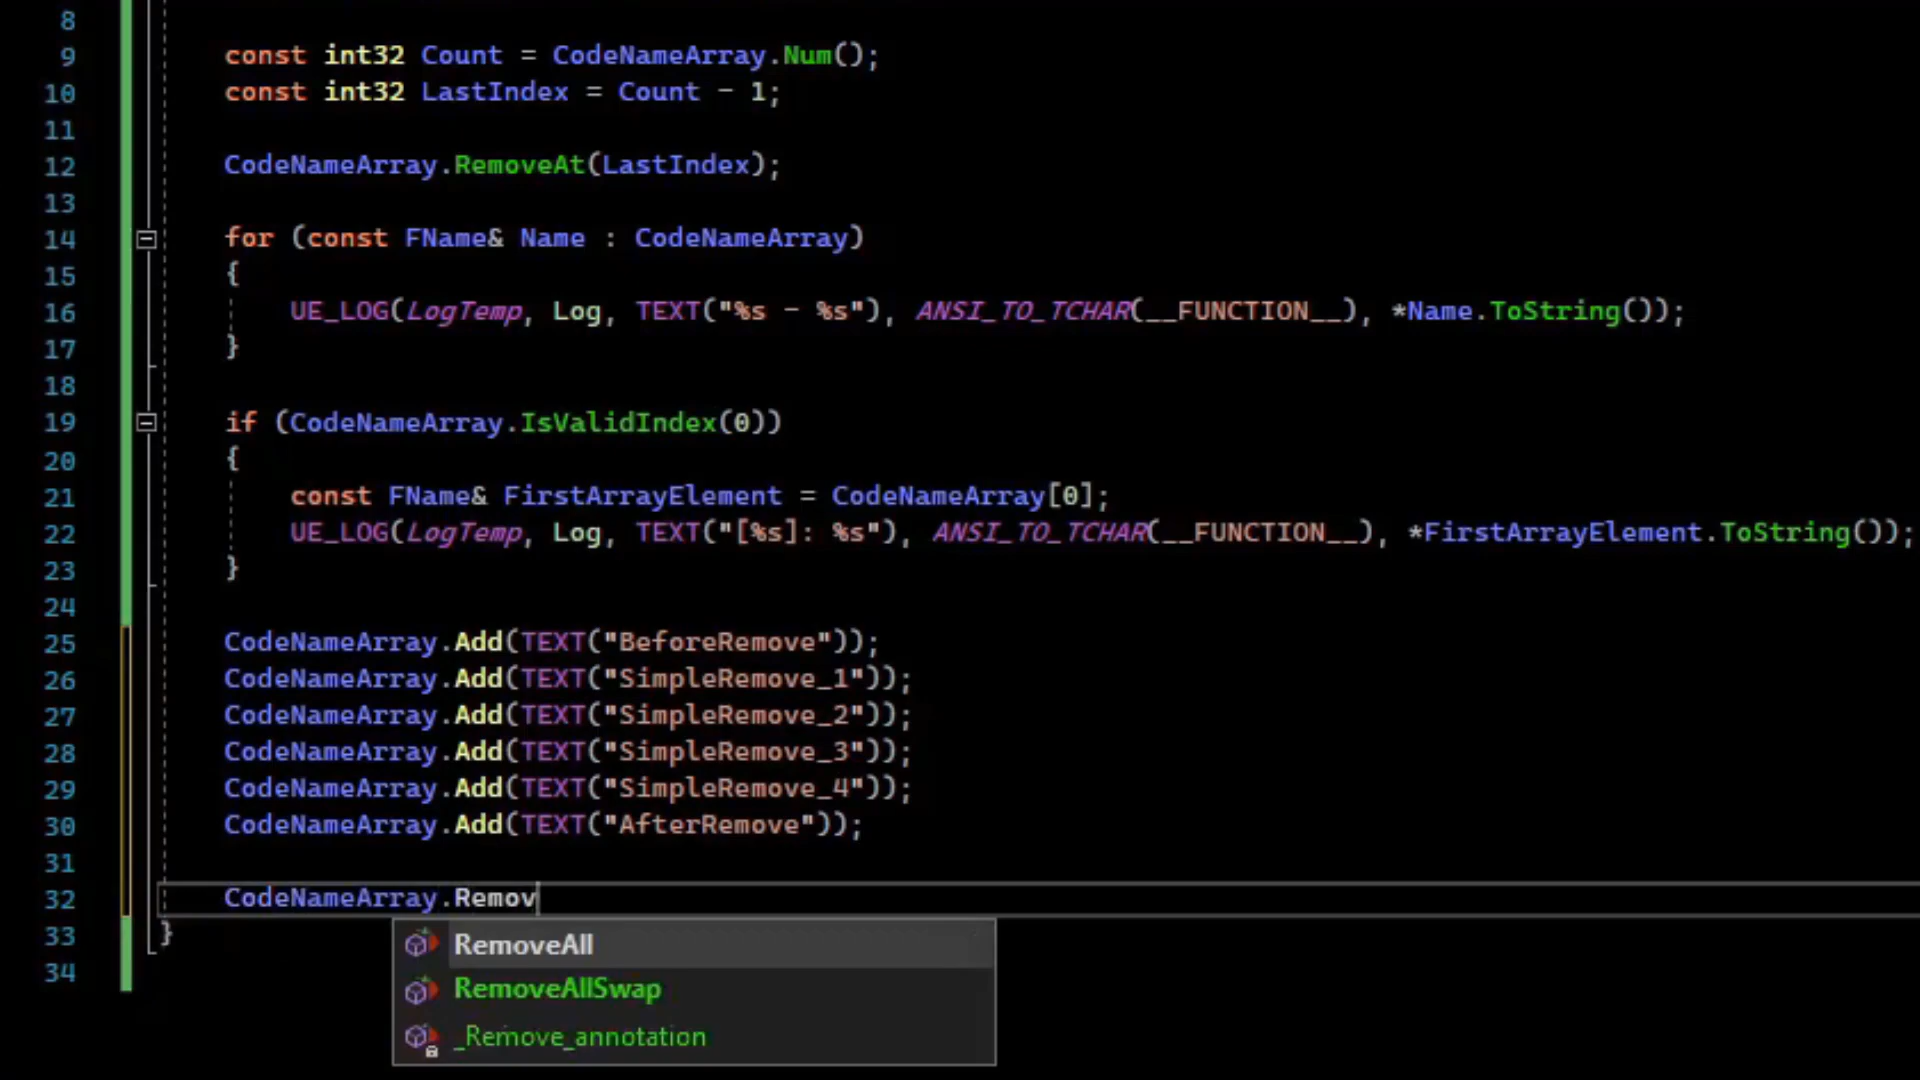 8
9 const int32 Count = CodeNameArray.Num();
10 const int32 LastIndex = Count - 1;
11
12 CodeNameArray.RemoveAt(LastIndex);
13
14 for (const FName& Name : CodeNameArray)
15 {
16 UE_LOG(LogTemp, Log, TEXT("%s - %s"), ANSI_TO_TCHAR(__FUNCTION__), *Name.ToString());
17 }
18
19 if (CodeNameArray.IsValidIndex(0))
20 {
21 const FName& FirstArrayElement = CodeNameArray[0];
22 UE_LOG(LogTemp, Log, TEXT("[%s]: %s"), ANSI_TO_TCHAR(__FUNCTION__), *FirstArrayElement.ToString());
23 }
24
25 CodeNameArray.Add(TEXT("BeforeRemove"));
26 CodeNameArray.Add(TEXT("SimpleRemove_1"));
27 CodeNameArray.Add(TEXT("SimpleRemove_2"));
28 CodeNameArray.Add(TEXT("SimpleRemove_3"));
29 CodeNameArray.Add(TEXT("SimpleRemove_4"));
30 CodeNameArray.Add(TEXT("AfterRemove"));
31
32 CodeNameArray.Remov
33 }
34
RemoveAll
RemoveAllSwap
_Remove_annotation